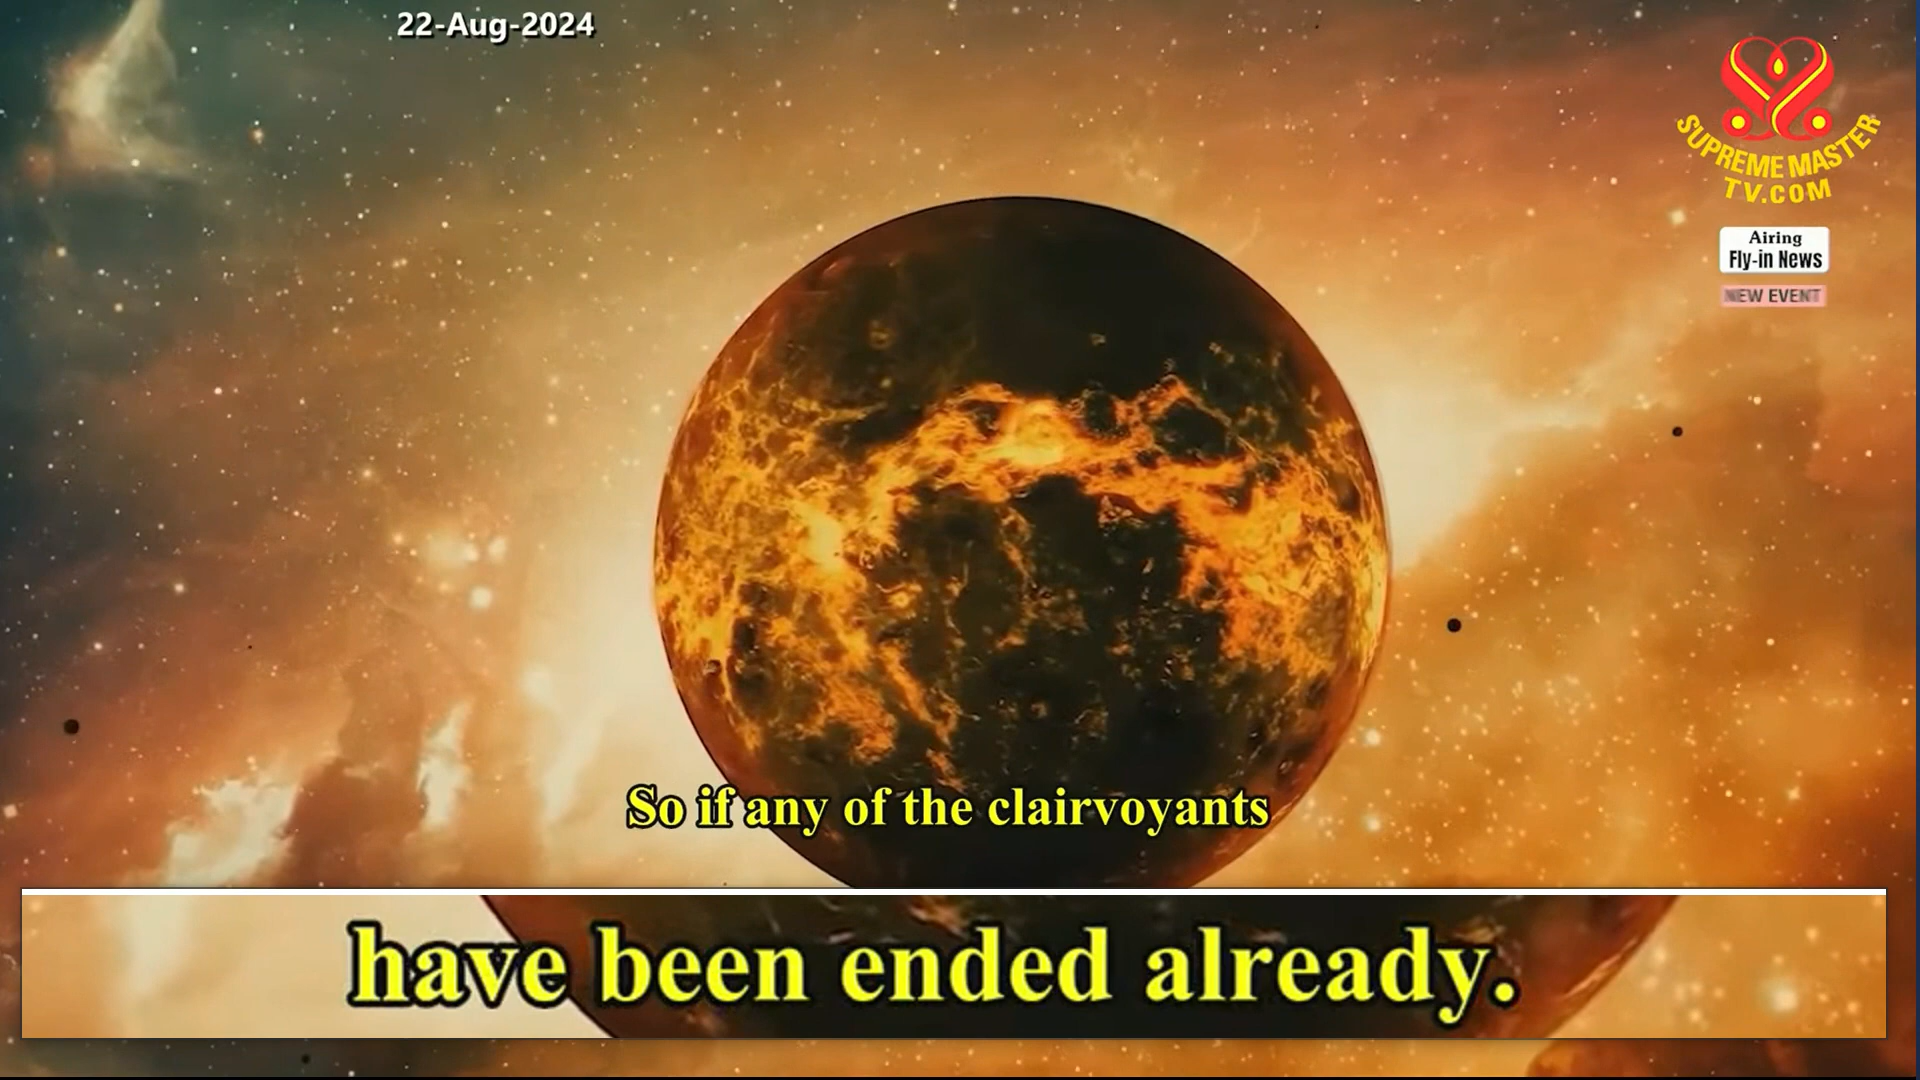 22-Aug-2024
SUPREME MASTER
TV.COM
Airing
Fly-in News
NEW EVENT
So if any of the clairvoyants
have been ended already.